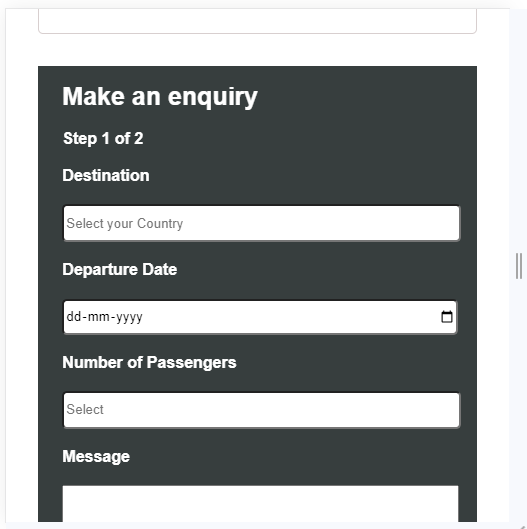 Make an enquiry
Step 1 of 2
Destination
Select your Country
Departure Date
dd-mm-yyyy
Number of Passengers
Select
Message